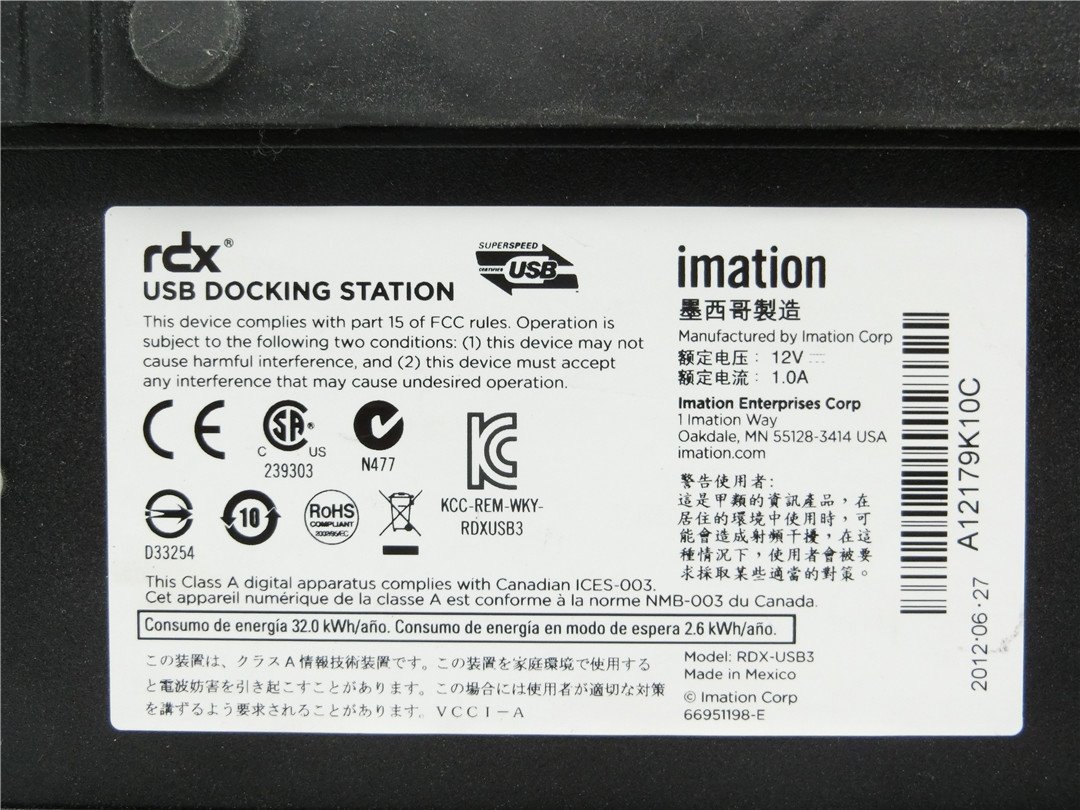 rdx®
USB DOCKING STATION
This device complies with part 15 of FCC rules. Operation is
subject to the following two conditions: (1) this device may not
cause harmful interference, and (2) this device must accept
any interference that may cause undesired operation.
SUPERSPEED
CERTIFIED USB
CE
SA®
C US
239303
N477
KCC-REM-WKY-
RDXUSB3
D33254
10
RoHS
COMPLIANT
2002/95/EC
This Class A digital apparatus complies with Canadian ICES-003.
Cet appareil numérique de la classe A est conforme à la norme NMB-003 du Canada.
Consumo de energía 32.0 kWh/año. Consumo de energía en modo de espera 2.6 kWh/año.
この装置は、クラスA情報技術装置です。この装置を家庭環境で使用する
と電波妨害を引き起こすことがあります。この場合には使用者が適切な対策
を講ずるよう要求されることがあります。VCCI-A
imation
墨西哥製造
Manufactured by Imation Corp
额定电压: 12V
额定电流: 1.0A
Imation Enterprises Corp
1 Imation Way
Oakdale, MN 55128-3414 USA
imation.com
警告使用者:
這是甲類的資訊產品，在
居住的環境中使用時，可
能會造成射頻干擾，在這
種情況下，使用者會被要
求採取某些適當的對策。
Model: RDX-USB3
Made in Mexico
© Imation Corp
66951198-E
A12179K10C
2012·06·27